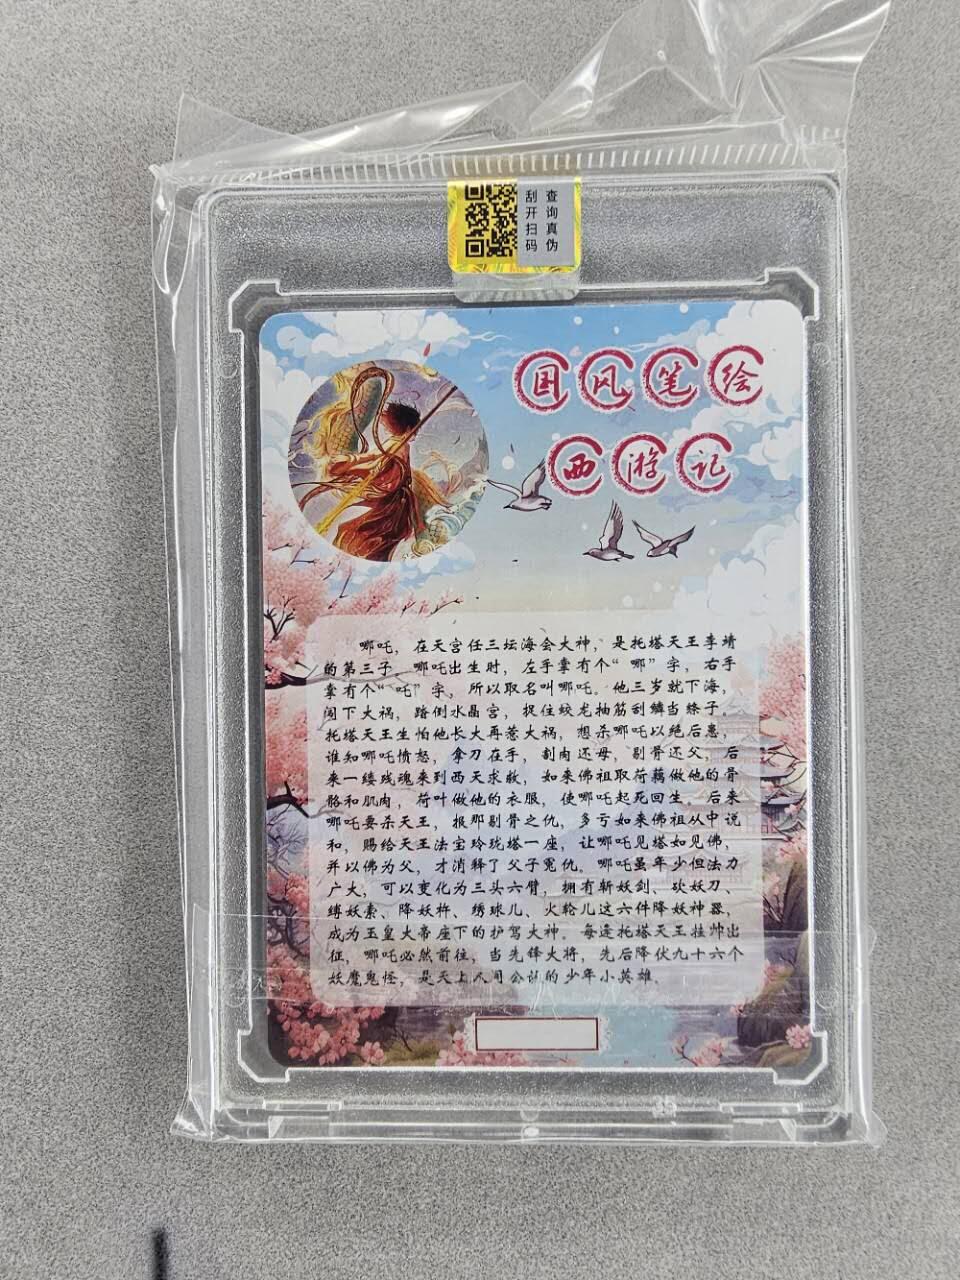 查询真伪
刮开扫码
国风笔绘
西游记
哪吒，在天宫任三坛海会大神，是托塔天王李靖
的第三子。哪吒出生时，左手掌有个“哪”字，右手
掌有个“吒”字，所以取名叫哪吒。他三岁就下海，
闯下大祸，踏倒水晶宫，捉住蛟龙抽筋刮鳞当绦子。
托塔天王生怕他长大再惹大祸，想杀哪吒以绝后患，
谁知哪吒愤怒，拿刀在手，割肉还母，剔骨还父，后
来一缕残魂来到西天求救，如来佛祖取荷藕做他的骨
骼和肌肉，荷叶做他的衣服，使哪吒起死回生。后来
哪吒要杀天王，报那剔骨之仇，多亏如来佛祖从中说
和，赐给天王法宝玲珑塔一座，让哪吒见塔如见佛，
并以佛为父，才消释了父子冤仇。哪吒虽年少但法力
广大，可以变化为三头六臂，拥有斩妖剑、砍妖刀、
缚妖索、降妖杵、绣球儿、火轮儿这六件降妖神器，
成为玉皇大帝座下的护驾大神。每逢托塔天王挂帅出
征，哪吒必然前往，当先锋大将，先后降伏九十六个
妖魔鬼怪，是天上人间公认的少年小英雄。